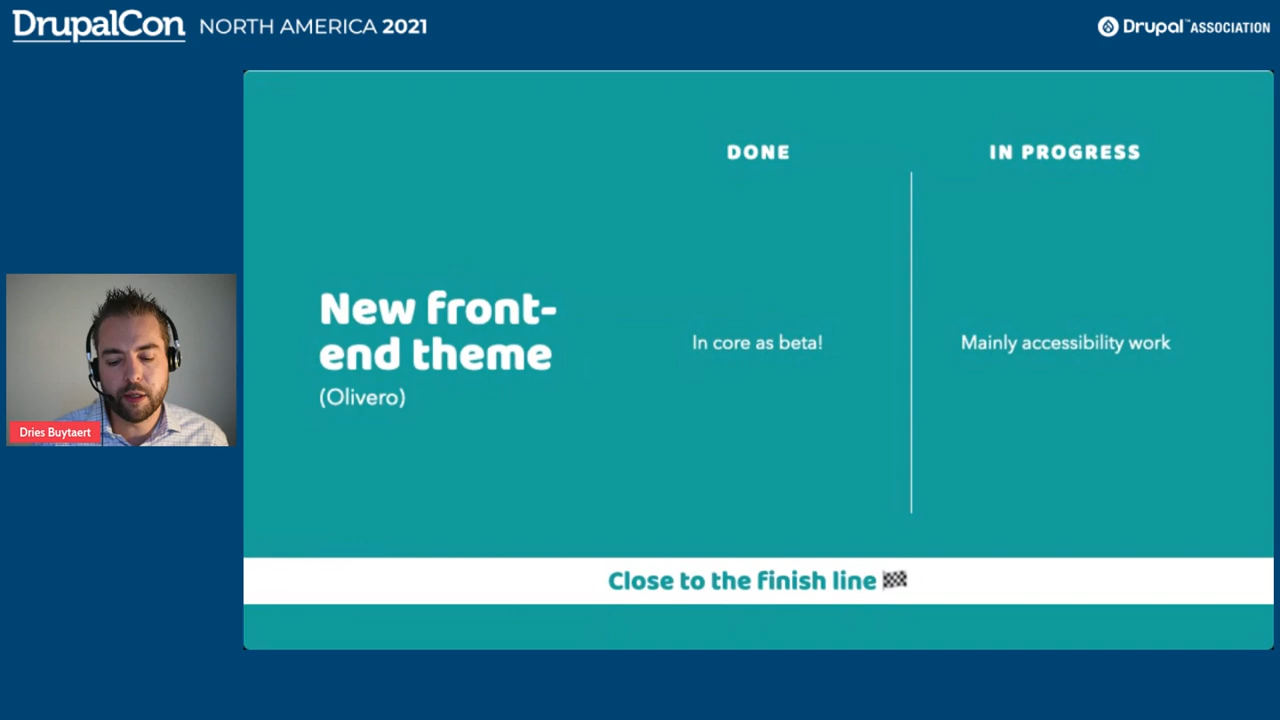 DrupalCon NORTH AMERICA 2021
Drupal™ ASSOCIATION
DONE
IN PROGRESS
New front-
end theme
(Olivero)
In core as beta!
Mainly accessibility work
Dries Buytaert
Close to the finish line 🏁